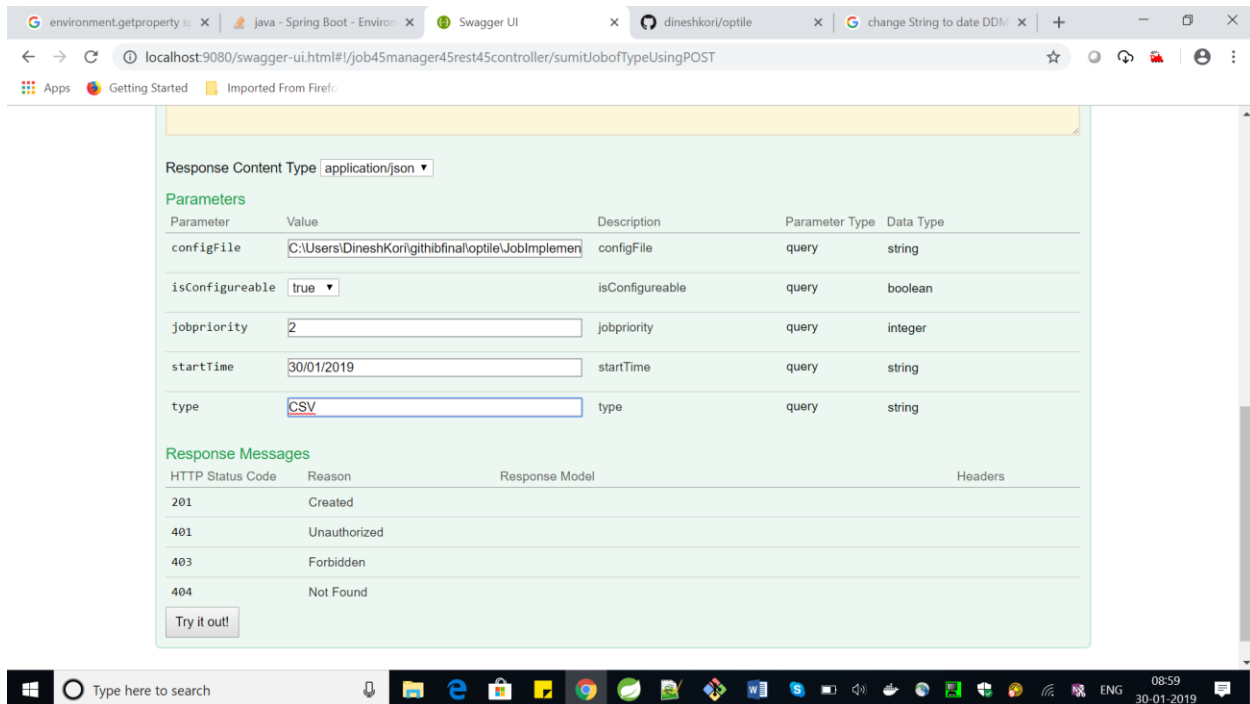 environment.getproperty sp
java - Spring Boot - Environ
Swagger UI
dineshkori/optile
change String to date DDM
localhost:9080/swagger-ui.html#!/job45manager45rest45controller/sumitJobofTypeUsingPOST
Apps Getting Started Imported From Firefo
Response Content Type application/json
Parameters
Parameter Value Description Parameter Type Data Type
configFile C:\Users\DineshKori\githibfinal\optile\JobImplemen configFile query string
isConfigureable true isConfigureable query boolean
jobpriority 2 jobpriority query integer
startTime 30/01/2019 startTime query string
type CSV type query string
Response Messages
HTTP Status Code Reason Response Model Headers
201 Created
401 Unauthorized
403 Forbidden
404 Not Found
Try it out!
Type here to search
ENG
08:59
30-01-2019